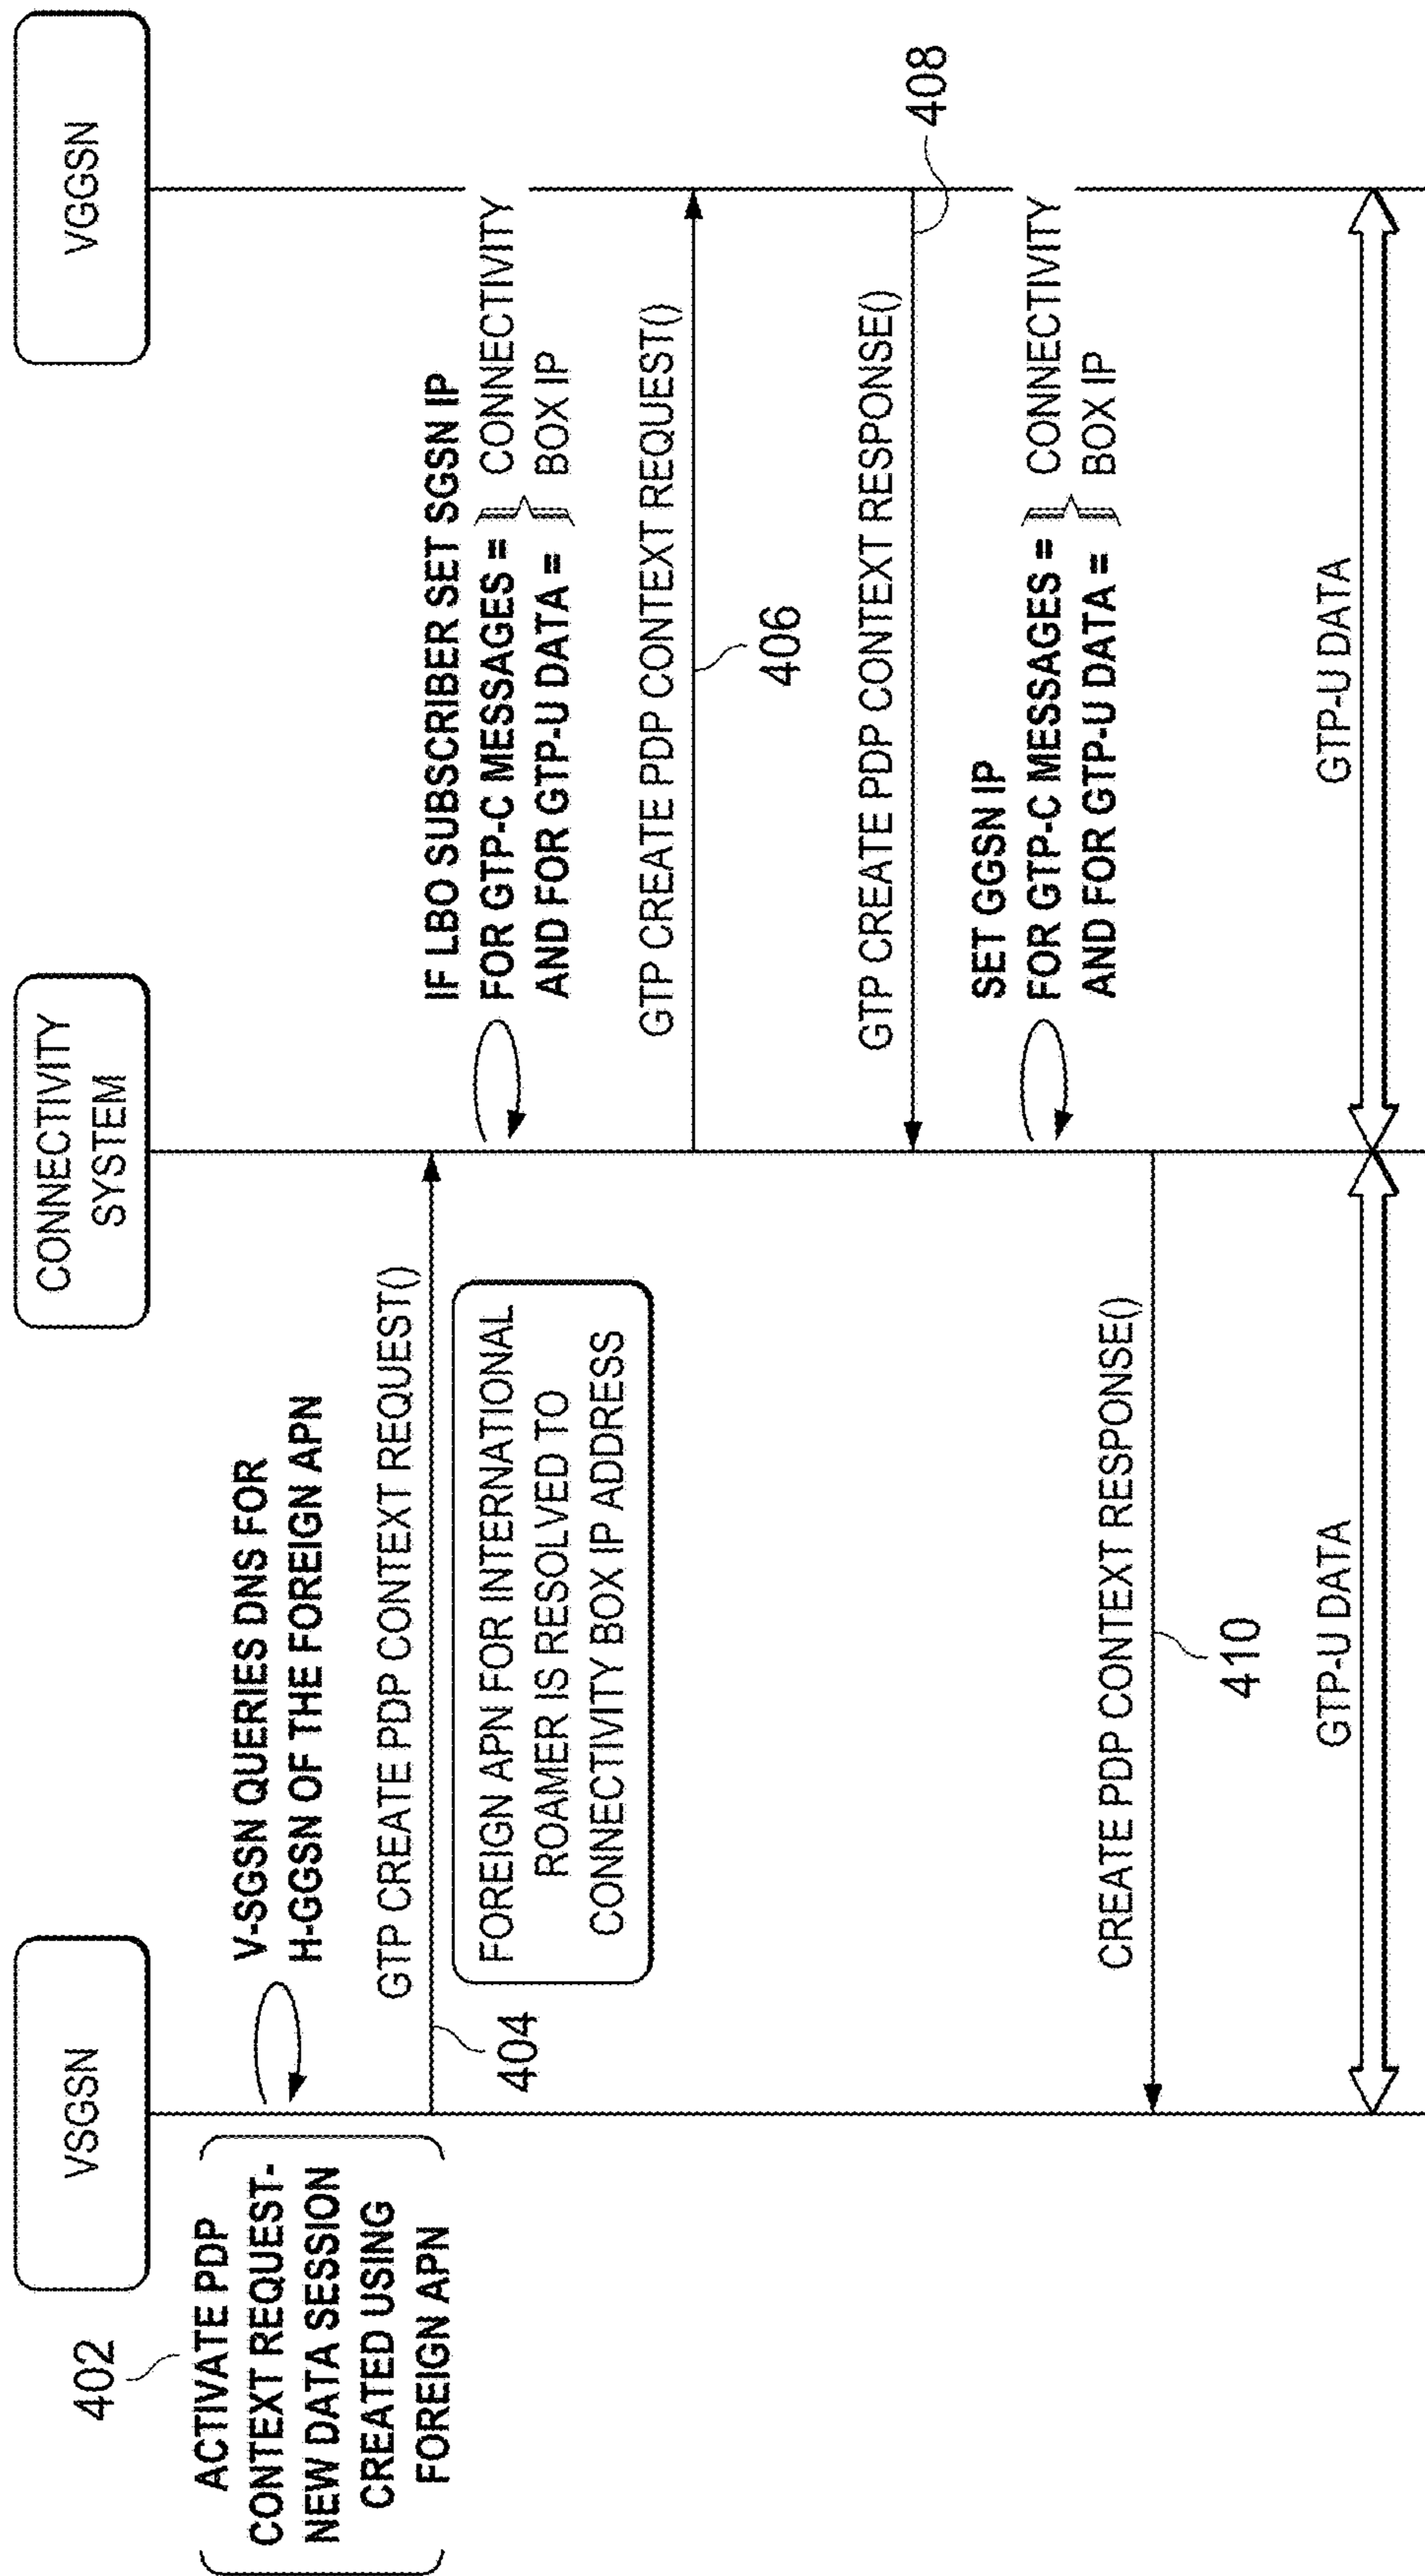 VSGSN
CONNECTIVITY
SYSTEM
VGGSN
402
ACTIVATE PDP
CONTEXT REQUEST-
NEW DATA SESSION
CREATED USING
FOREIGN APN
V-SGSN QUERIES DNS FOR
H-GGSN OF THE FOREIGN APN
GTP CREATE PDP CONTEXT REQUEST()
404
FOREIGN APN FOR INTERNATIONAL
ROAMER IS RESOLVED TO
CONNECTIVITY BOX IP ADDRESS
IF LBO SUBSCRIBER SET SGSN IP
FOR GTP-C MESSAGES = CONNECTIVITY
AND FOR GTP-U DATA = BOX IP
GTP CREATE PDP CONTEXT REQUEST()
406
GTP CREATE PDP CONTEXT RESPONSE()
408
SET GGSN IP
FOR GTP-C MESSAGES = CONNECTIVITY
AND FOR GTP-U DATA = BOX IP
CREATE PDP CONTEXT RESPONSE()
410
GTP-U DATA
GTP-U DATA